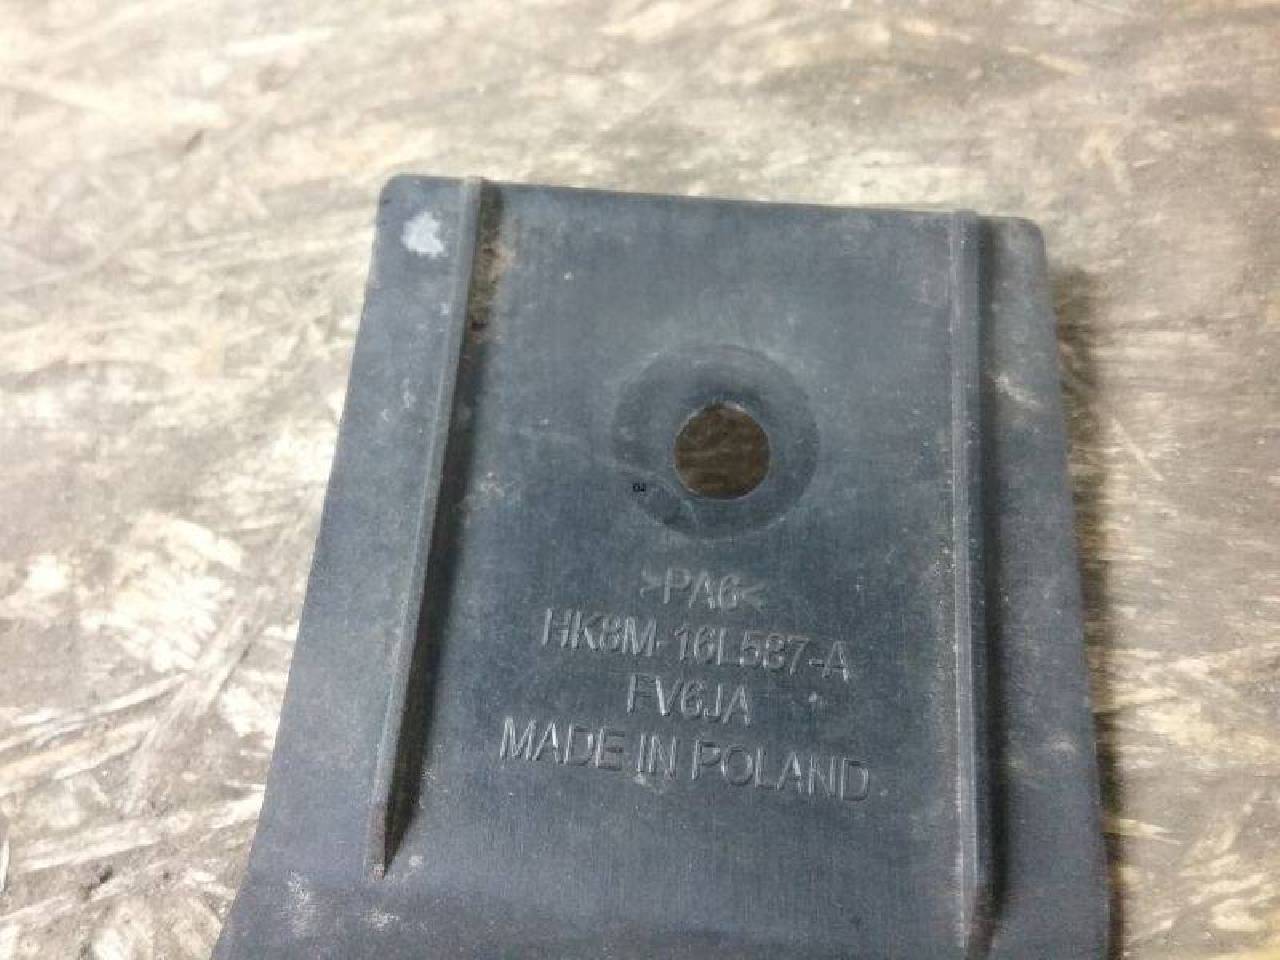 >PA6<
HK8M-16L587-A
FV6JA
MADE IN POLAND